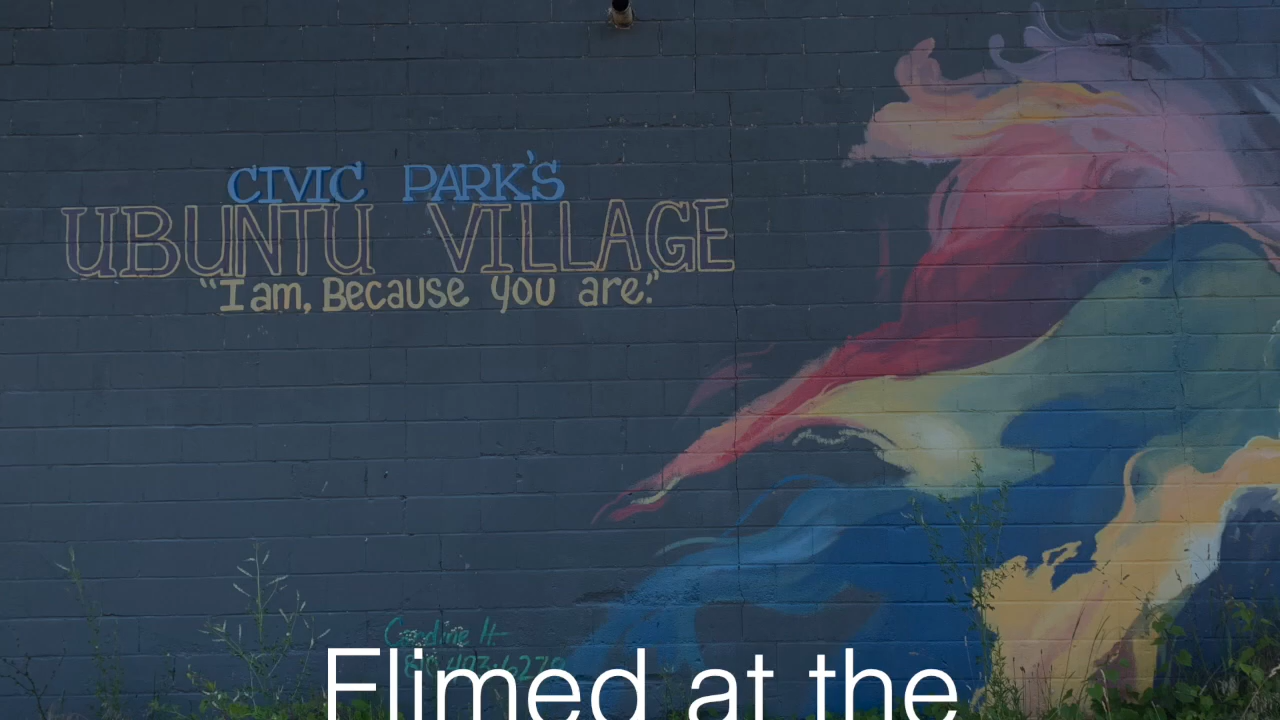 CIVIC PARK'S
UBUNTU VILLAGE
"I am, Because you are."
Flimed at the